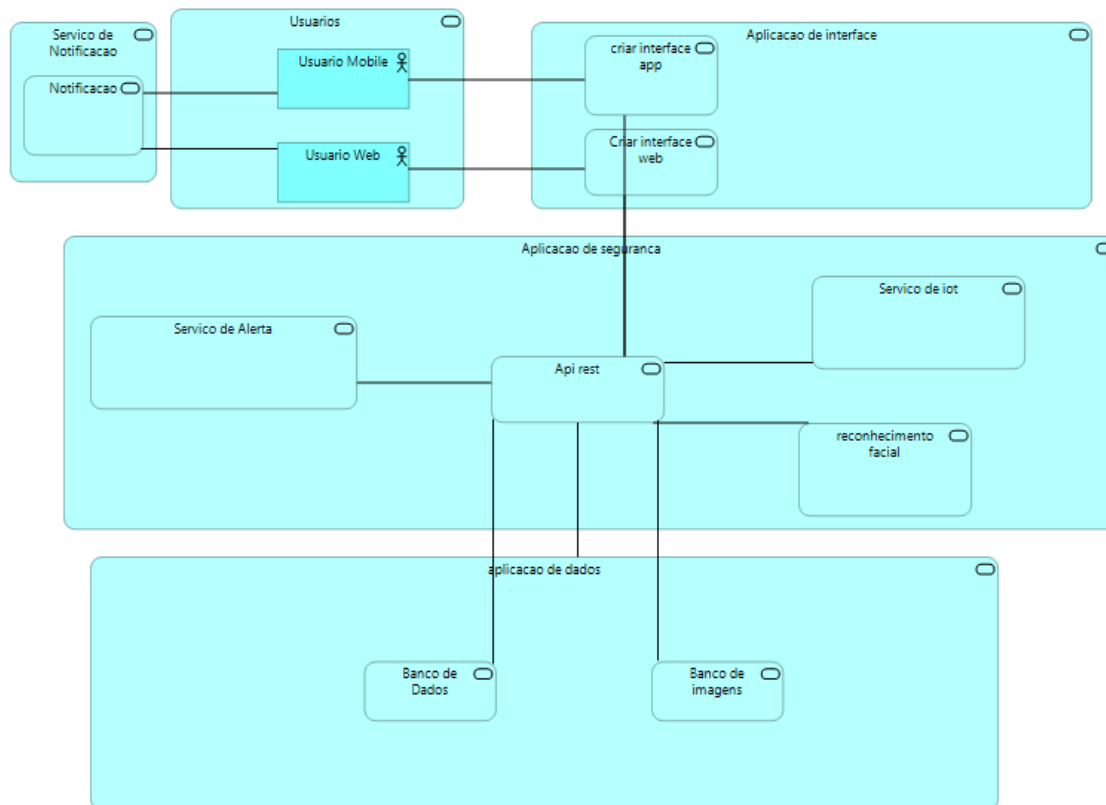 Servico de
Notificacao
Notificacao
Usuarios
Usuario Mobile
Usuario Web
Aplicacao de interface
criar interface
app
Criar interface
web
Aplicacao de seguranca
Servico de Alerta
Servico de iot
Api rest
reconhecimento
facial
aplicacao de dados
Banco de
Dados
Banco de
imagens